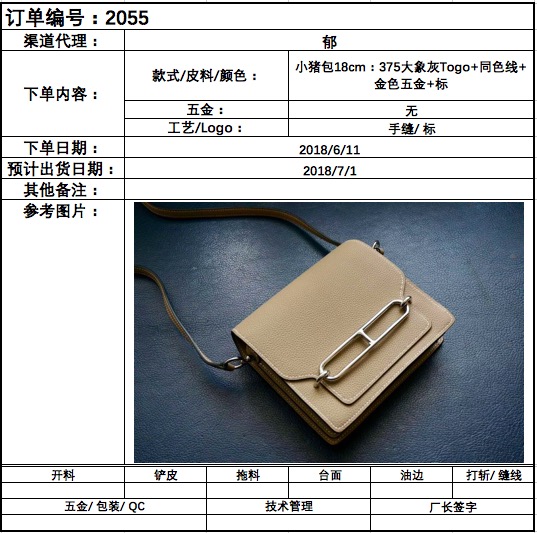 订单编号：2055
渠道代理：
郁
下单内容：
款式/皮料/颜色：
小猪包18cm：375大象灰Togo+同色线+
金色五金+标
五金：
无
工艺/Logo：
手缝/ 标
下单日期：
2018/6/11
预计出货日期：
2018/7/1
其他备注：
参考图片：
开料
铲皮
拖料
台面
油边
打斩/ 缝线
五金/ 包装/ QC
技术管理
厂长签字